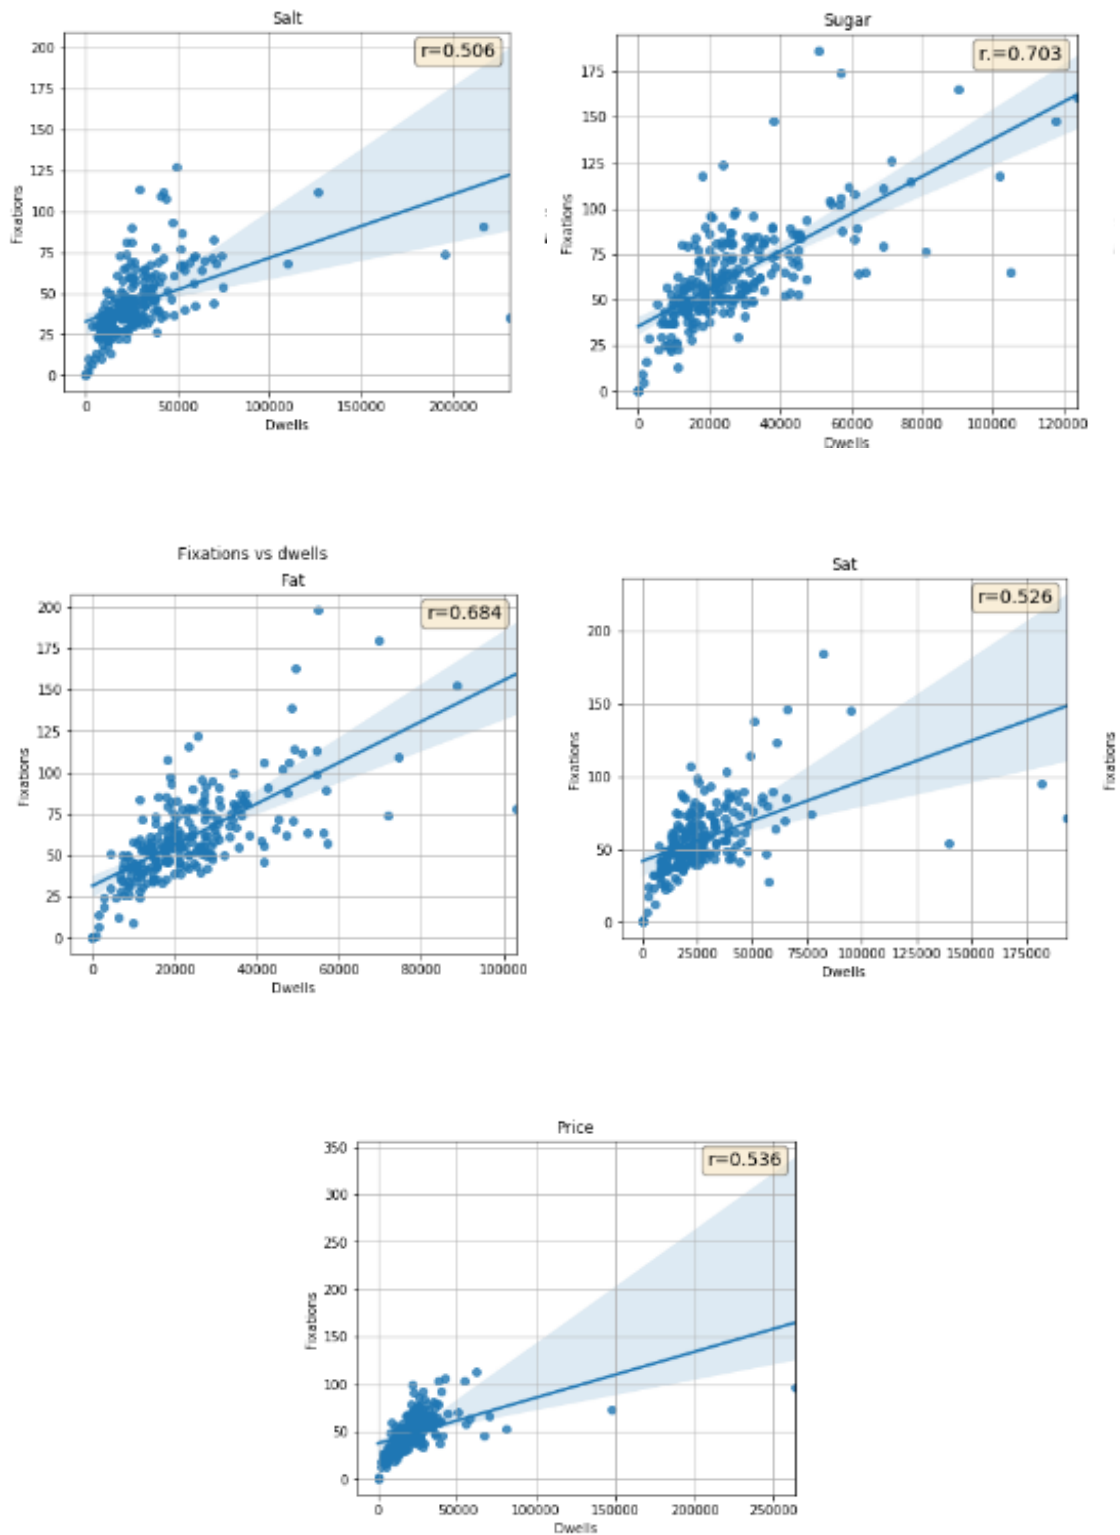 Salt
r=0.506
200
175
150
125
100
75
50
25
0
Fixations
0 50000 100000 150000 200000
Dwells
Sugar
r.=0.703
175
150
125
100
75
50
25
0
Fixations
0 20000 40000 60000 80000 100000 120000
Dwells
Fixations vs dwells
Fat
r=0.684
200
175
150
125
100
75
50
25
0
Fixations
0 20000 40000 60000 80000 100000
Dwells
Sat
r=0.526
200
150
100
50
0
Fixations
0 25000 50000 75000 100000 125000 150000 175000
Dwells
Fixations
Price
r=0.536
350
300
250
200
150
100
50
0
Fixations
0 50000 100000 150000 200000 250000
Dwells